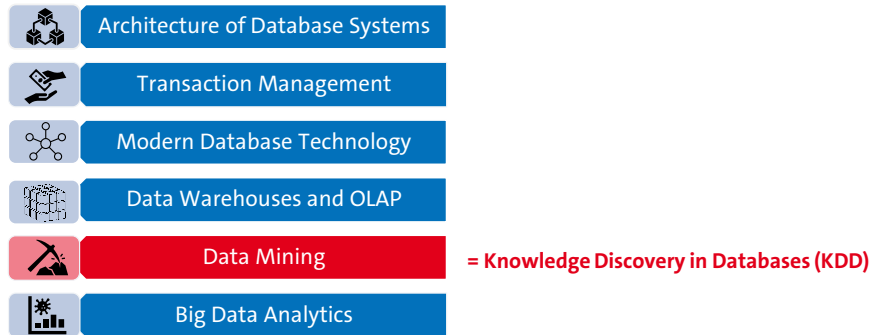 Architecture of Database Systems
Transaction Management
Modern Database Technology
Data Warehouses and OLAP
Data Mining
= Knowledge Discovery in Databases (KDD)
Big Data Analytics